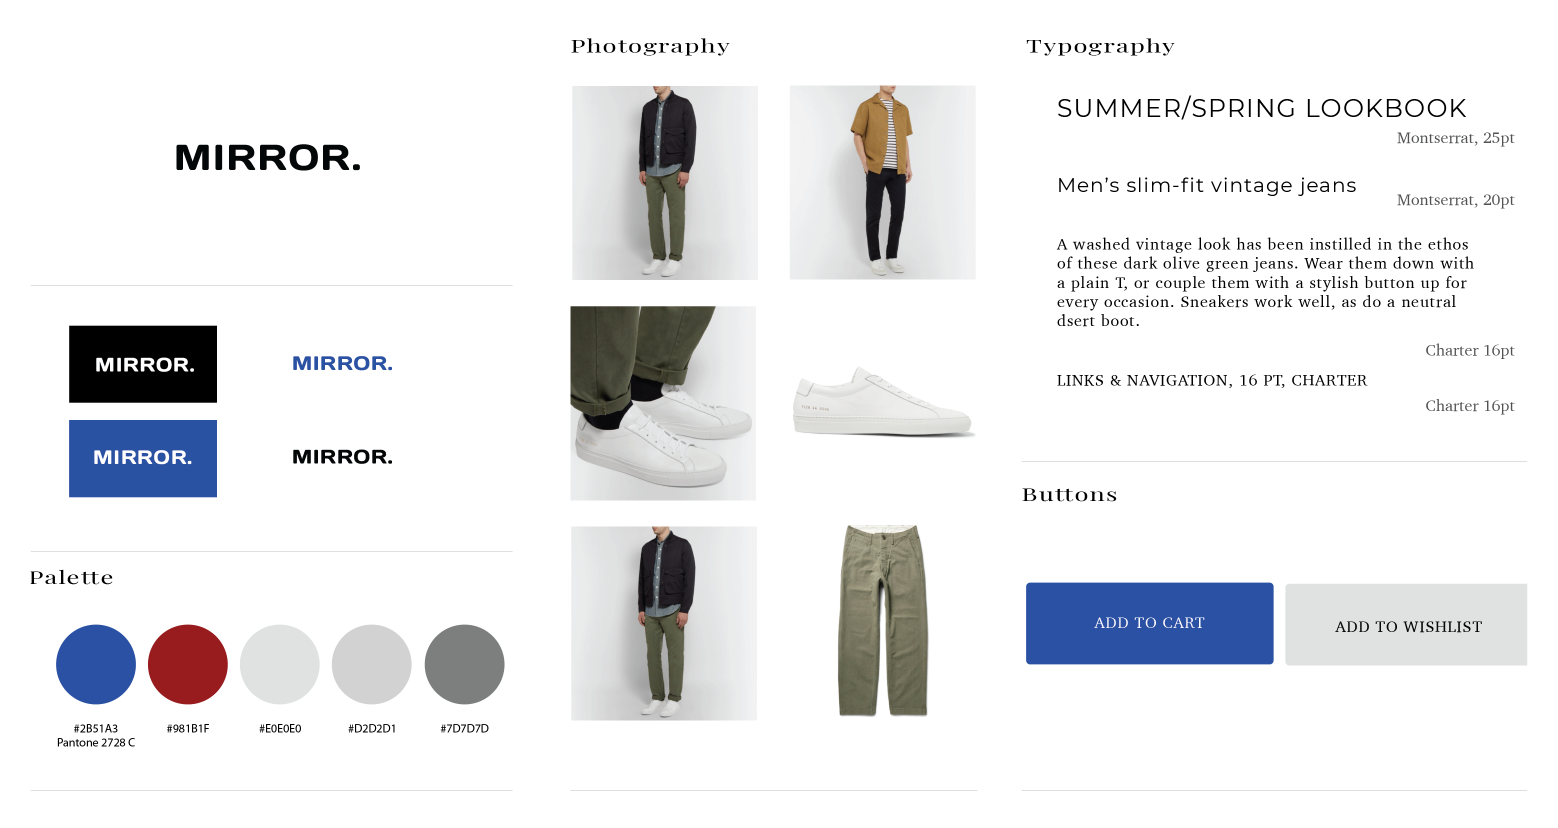 MIRROR.
MIRROR.
MIRROR.
MIRROR.
MIRROR.
Palette
#2B51A3
Pantone 2728 C
#981B1F
#E0E0E0
#D2D2D1
#7D7D7D
Photography
Typography
SUMMER/SPRING LOOKBOOK
Montserrat, 25pt
Men’s slim-fit vintage jeans
Montserrat, 20pt
A washed vintage look has been instilled in the ethos
of these dark olive green jeans. Wear them down with
a plain T, or couple them with a stylish button up for
every occasion. Sneakers work well, as do a neutral
dsert boot.
Charter 16pt
LINKS & NAVIGATION, 16 PT, CHARTER
Charter 16pt
Buttons
ADD TO CART
ADD TO WISHLIST